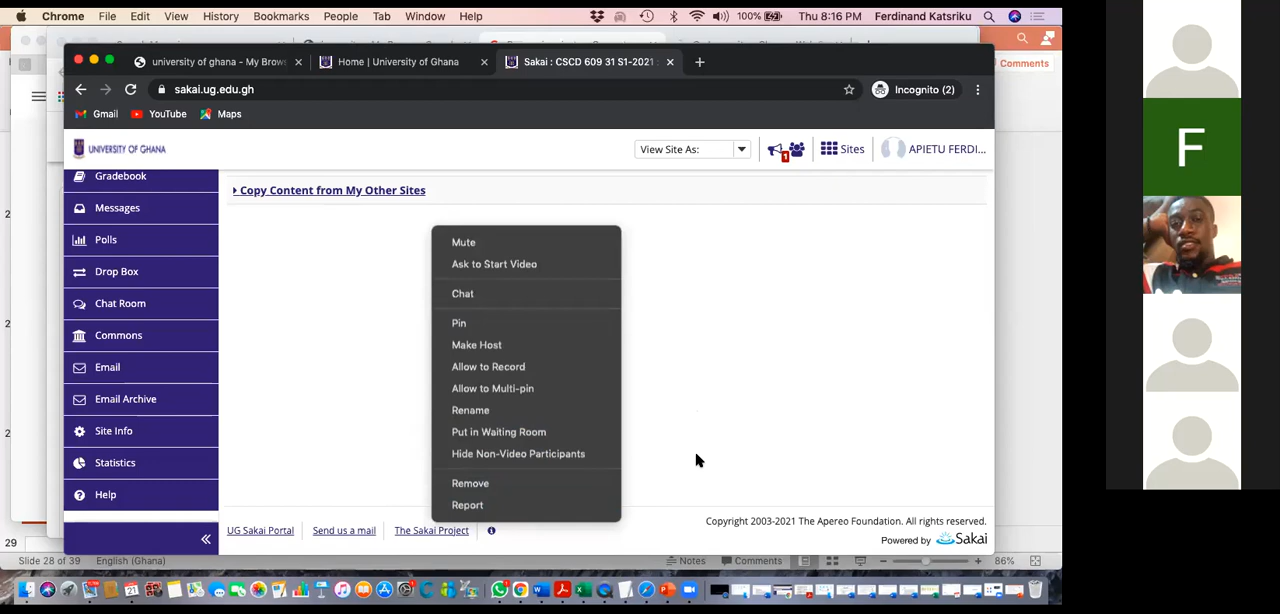 Chrome File Edit View History Bookmarks People Tab Window Help 100% Thu 8:16 PM Ferdinand Katsriku
university of ghana - My Brows × Home | University of Ghana × Sakai : CSCD 609 31 S1-2021 × +
Comments
sakai.ug.edu.gh Incognito (2)
Gmail YouTube Maps
UNIVERSITY OF GHANA View Site As: 1 Sites APIETU FERDI...
Gradebook
Copy Content from My Other Sites
Messages
Polls
Drop Box
Chat Room
Commons
Email
Email Archive
Site Info
Statistics
Help
Mute
Ask to Start Video
Chat
Pin
Make Host
Allow to Record
Allow to Multi-pin
Rename
Put in Waiting Room
Hide Non-Video Participants
Remove
Report
F
UG Sakai Portal Send us a mail The Sakai Project
Copyright 2003-2021 The Apereo Foundation. All rights reserved.
Powered by Sakai
29
Slide 28 of 39 English (Ghana) Notes Comments 86%